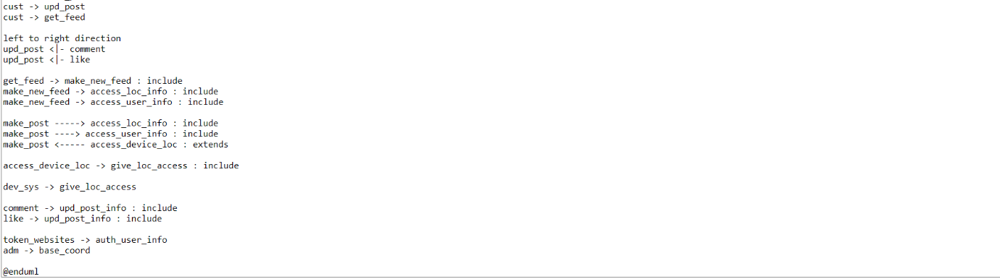 cust -> upd_post
cust -> get_feed
left to right direction
upd_post <|- comment
upd_post <|- like
get_feed -> make_new_feed : include
make_new_feed -> access_loc_info : include
make_new_feed -> access_user_info : include
make_post -----> access_loc_info : include
make_post ----> access_user_info : include
make_post <----- access_device_loc : extends
access_device_loc -> give_loc_access : include
dev_sys -> give_loc_access
comment -> upd_post_info : include
like -> upd_post_info : include
token_websites -> auth_user_info
adm -> base_coord
@enduml